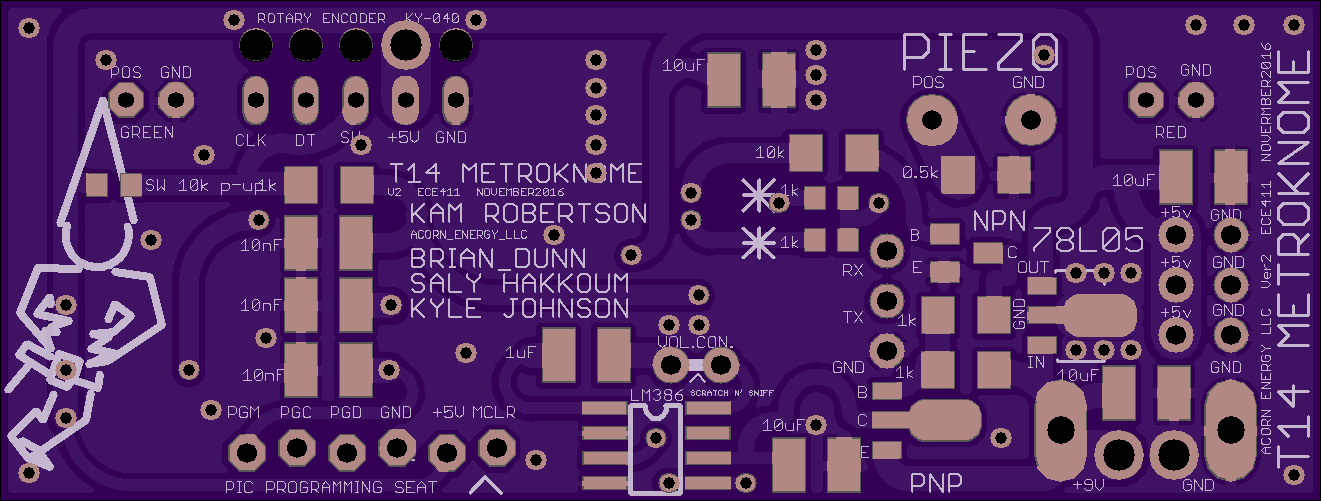 ROTARY ENCODER KY-040
POS GND
GREEN
CLK DT SW +5V GND
10uF
PIEZO
POS GND
POS GND
RED
SW 10k p-up
1k
T14 METROKNOME
V2 ECE411 NOVEMBER2016
KAM ROBERTSON
ACORN_ENERGY_LLC
BRIAN_DUNN
SALY HAKKOUM
KYLE JOHNSON
10nF
10nF
10nF
10k
1k
1k
0.5k
10uF
NPN
B
C
E
RX
TX
GND
1k
1k
78L05
OUT
GND
IN
10uF
+5v GND
+5v GND
+5v GND
GND
1uF
VOL.CON.
SCRATCH N' SNIFF
LM386
10uF
B
C
E
PNP
+9V GND
PGM PGC PGD GND +5V MCLR
PIC PROGRAMMING SEAT
ACORN ENERGY LLC Ver2 ECE411 NOVERMBER2016
T14 METROKNOME